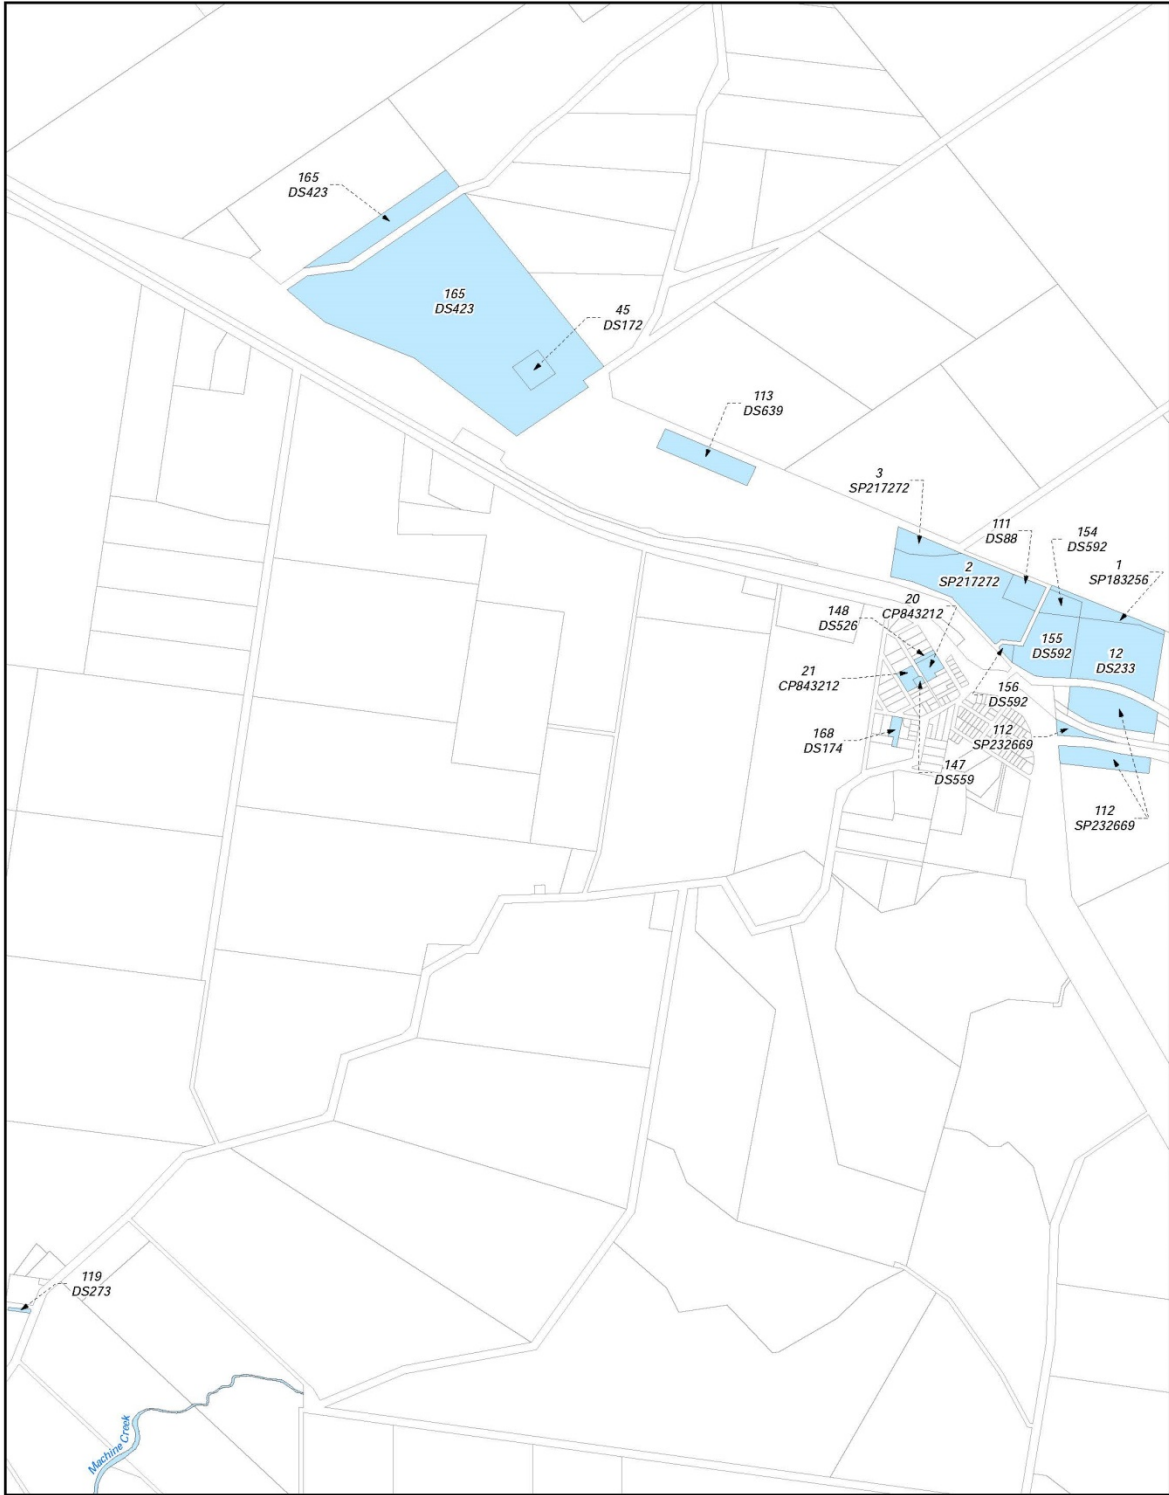 165
DS423
165
DS423
45
DS172
113
DS639
3
SP217272
111
DS88
154
DS592
1
SP183256
2
SP217272
20
CP843212
148
DS526
155
DS592
12
DS233
21
CP843212
156
DS592
168
DS174
112
SP232669
147
DS559
112
SP232669
119
DS273
Machine Creek